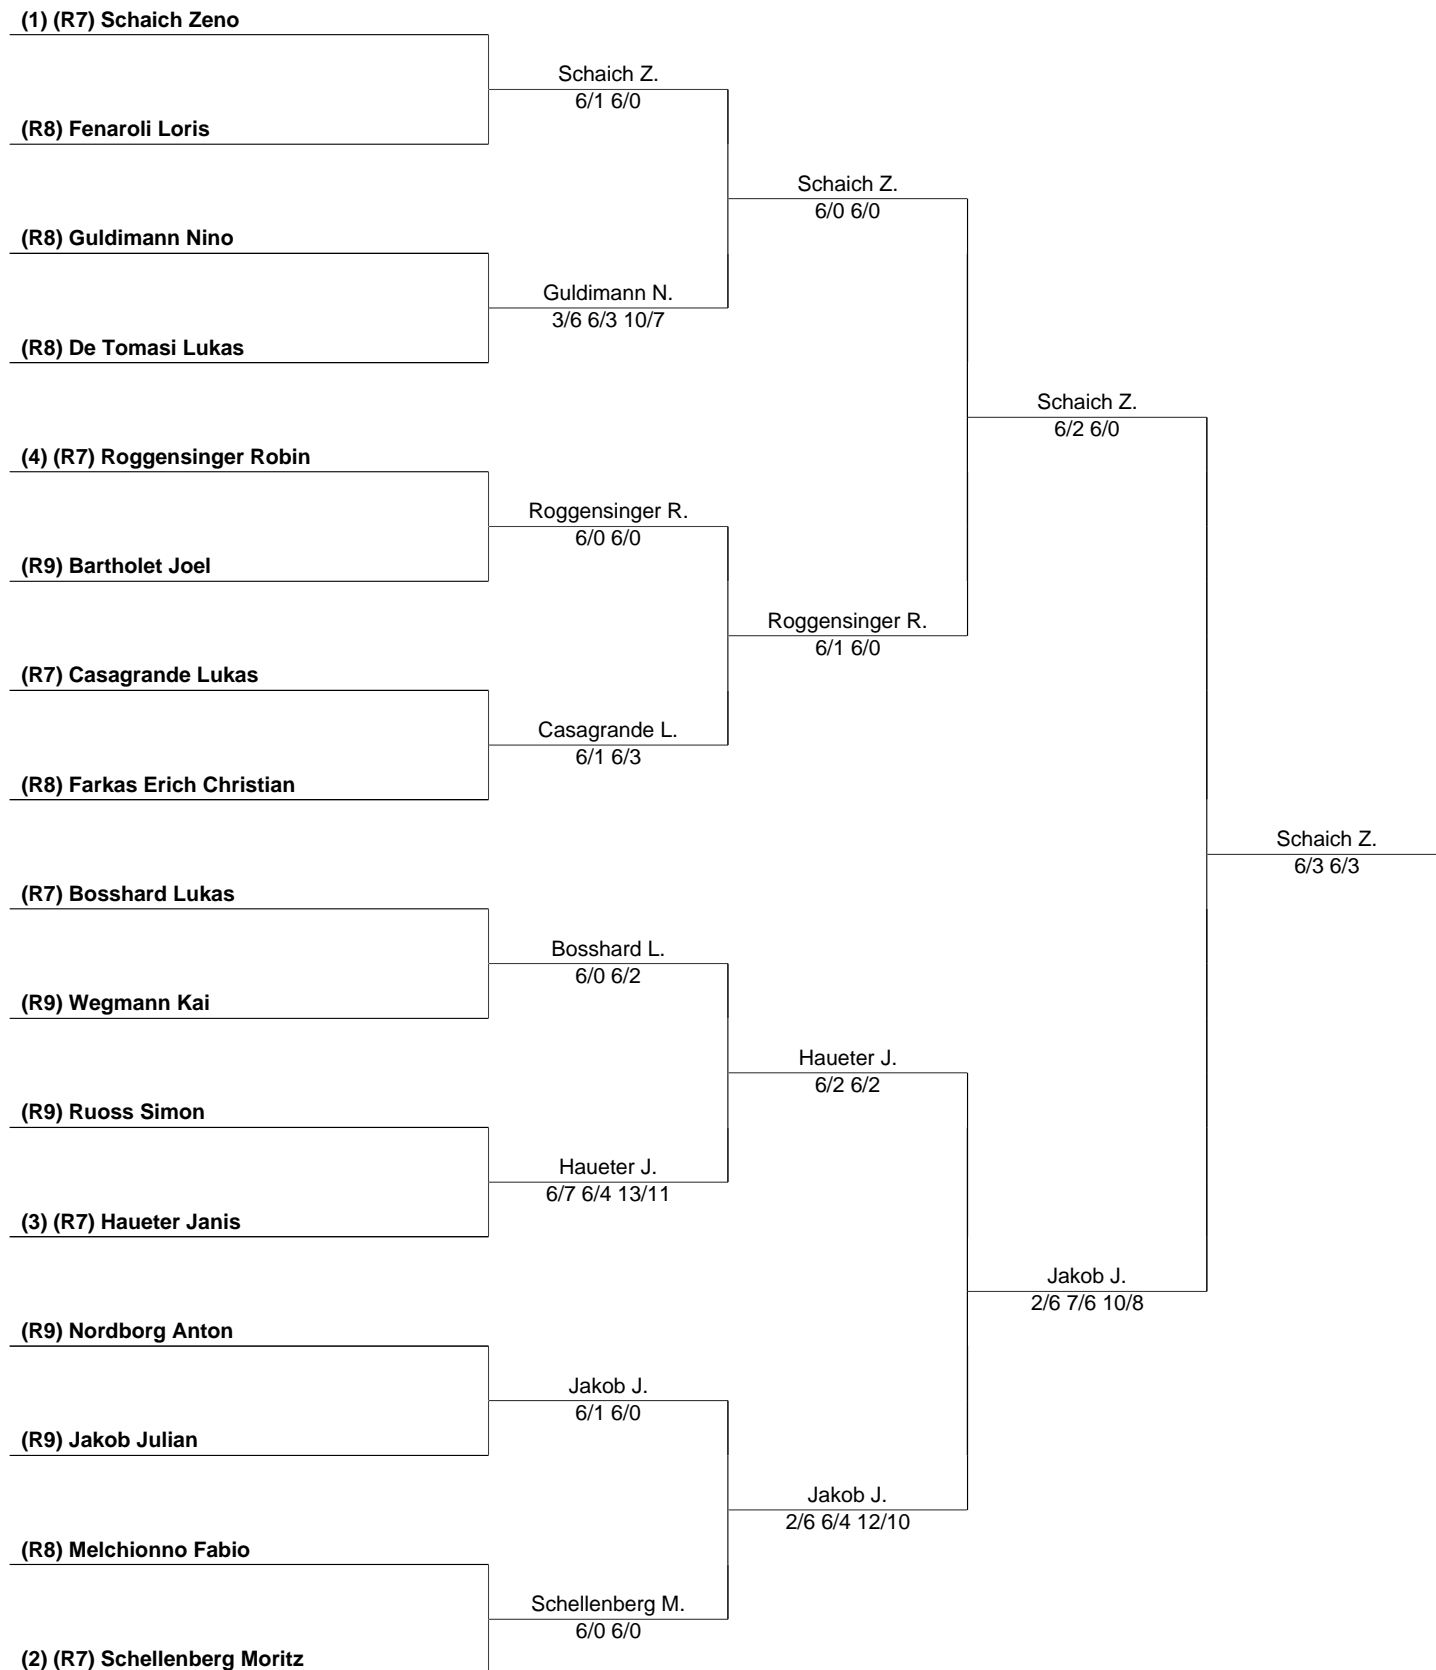 (1) (R7) Schaich Zeno
Schaich Z.
6/1 6/0
(R8) Fenaroli Loris
Schaich Z.
6/0 6/0
(R8) Guldimann Nino
Guldimann N.
3/6 6/3 10/7
(R8) De Tomasi Lukas
Schaich Z.
6/2 6/0
(4) (R7) Roggensinger Robin
Roggensinger R.
6/0 6/0
(R9) Bartholet Joel
Roggensinger R.
6/1 6/0
(R7) Casagrande Lukas
Casagrande L.
6/1 6/3
(R8) Farkas Erich Christian
Schaich Z.
6/3 6/3
(R7) Bosshard Lukas
Bosshard L.
6/0 6/2
(R9) Wegmann Kai
Haueter J.
6/2 6/2
(R9) Ruoss Simon
Haueter J.
6/7 6/4 13/11
(3) (R7) Haueter Janis
Jakob J.
2/6 7/6 10/8
(R9) Nordborg Anton
Jakob J.
6/1 6/0
(R9) Jakob Julian
Jakob J.
2/6 6/4 12/10
(R8) Melchionno Fabio
Schellenberg M.
6/0 6/0
(2) (R7) Schellenberg Moritz